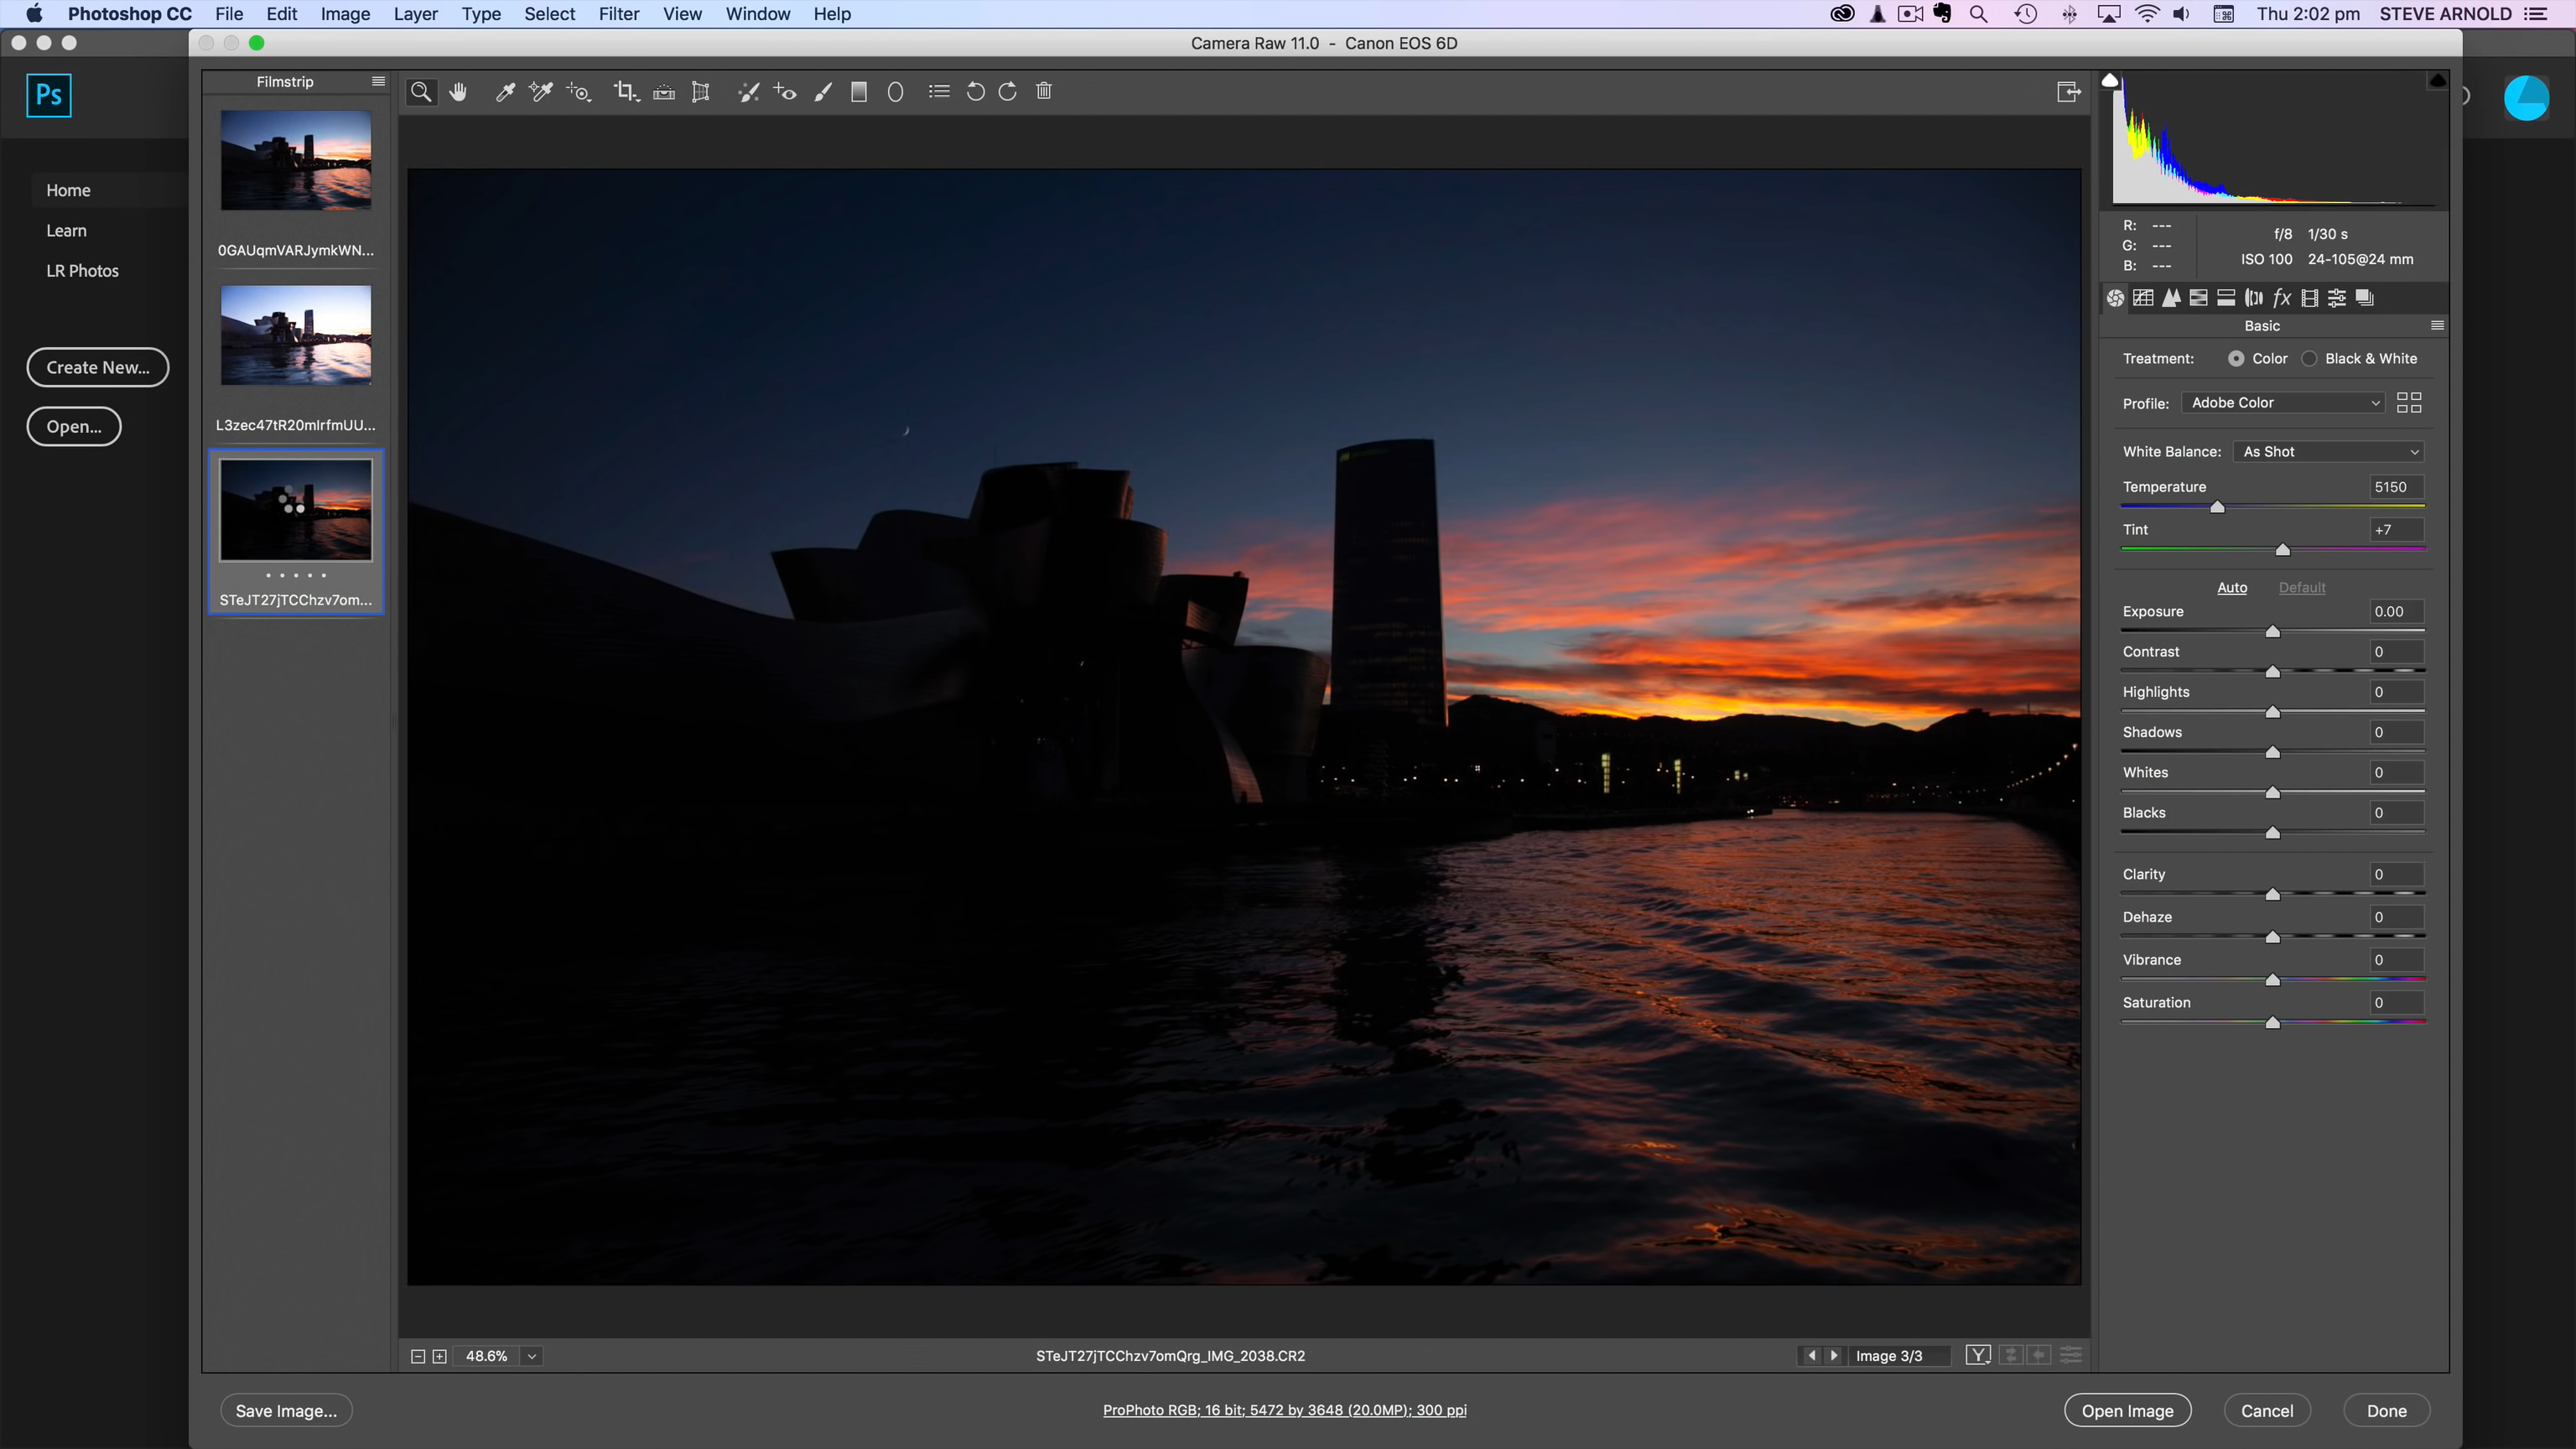 Photoshop CC File Edit Image Layer Type Select Filter View Window Help Thu 2:02 pm STEVE ARNOLD
Camera Raw 11.0 - Canon EOS 6D
Ps
Home
Learn
LR Photos
Create New...
Open...
Filmstrip
0GAUqmVARJymkWN...
L3zec47tR20mIrfmUU...
STeJT27jTCChzv7om...
R: ---
G: ---
B: ---
f/8 1/30 s
ISO 100 24-105@24 mm
fx
Basic
Treatment: Color Black & White
Profile: Adobe Color
White Balance: As Shot
Temperature 5150
Tint +7
Auto Default
Exposure 0.00
Contrast 0
Highlights 0
Shadows 0
Whites 0
Blacks 0
Clarity 0
Dehaze 0
Vibrance 0
Saturation 0
48.6% STeJT27jTCChzv7omQrg_IMG_2038.CR2 Image 3/3 Y
Save Image... ProPhoto RGB; 16 bit; 5472 by 3648 (20.0MP); 300 ppi Open Image Cancel Done